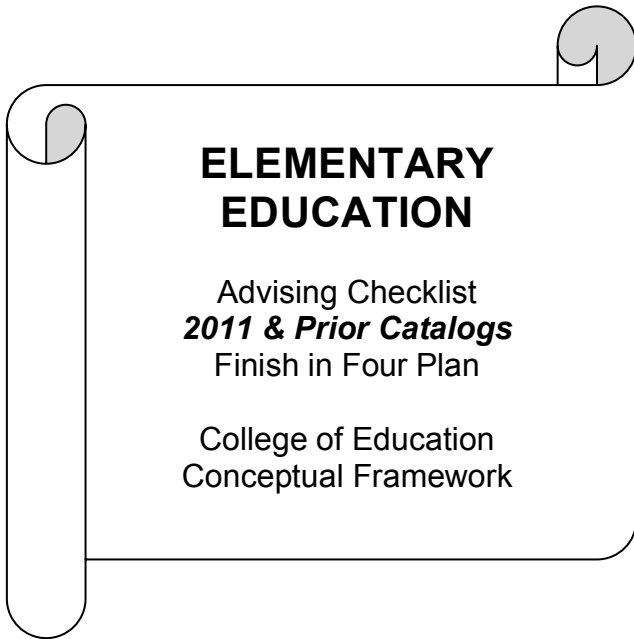 ELEMENTARY
EDUCATION
Advising Checklist
2011 & Prior Catalogs
Finish in Four Plan
College of Education
Conceptual Framework